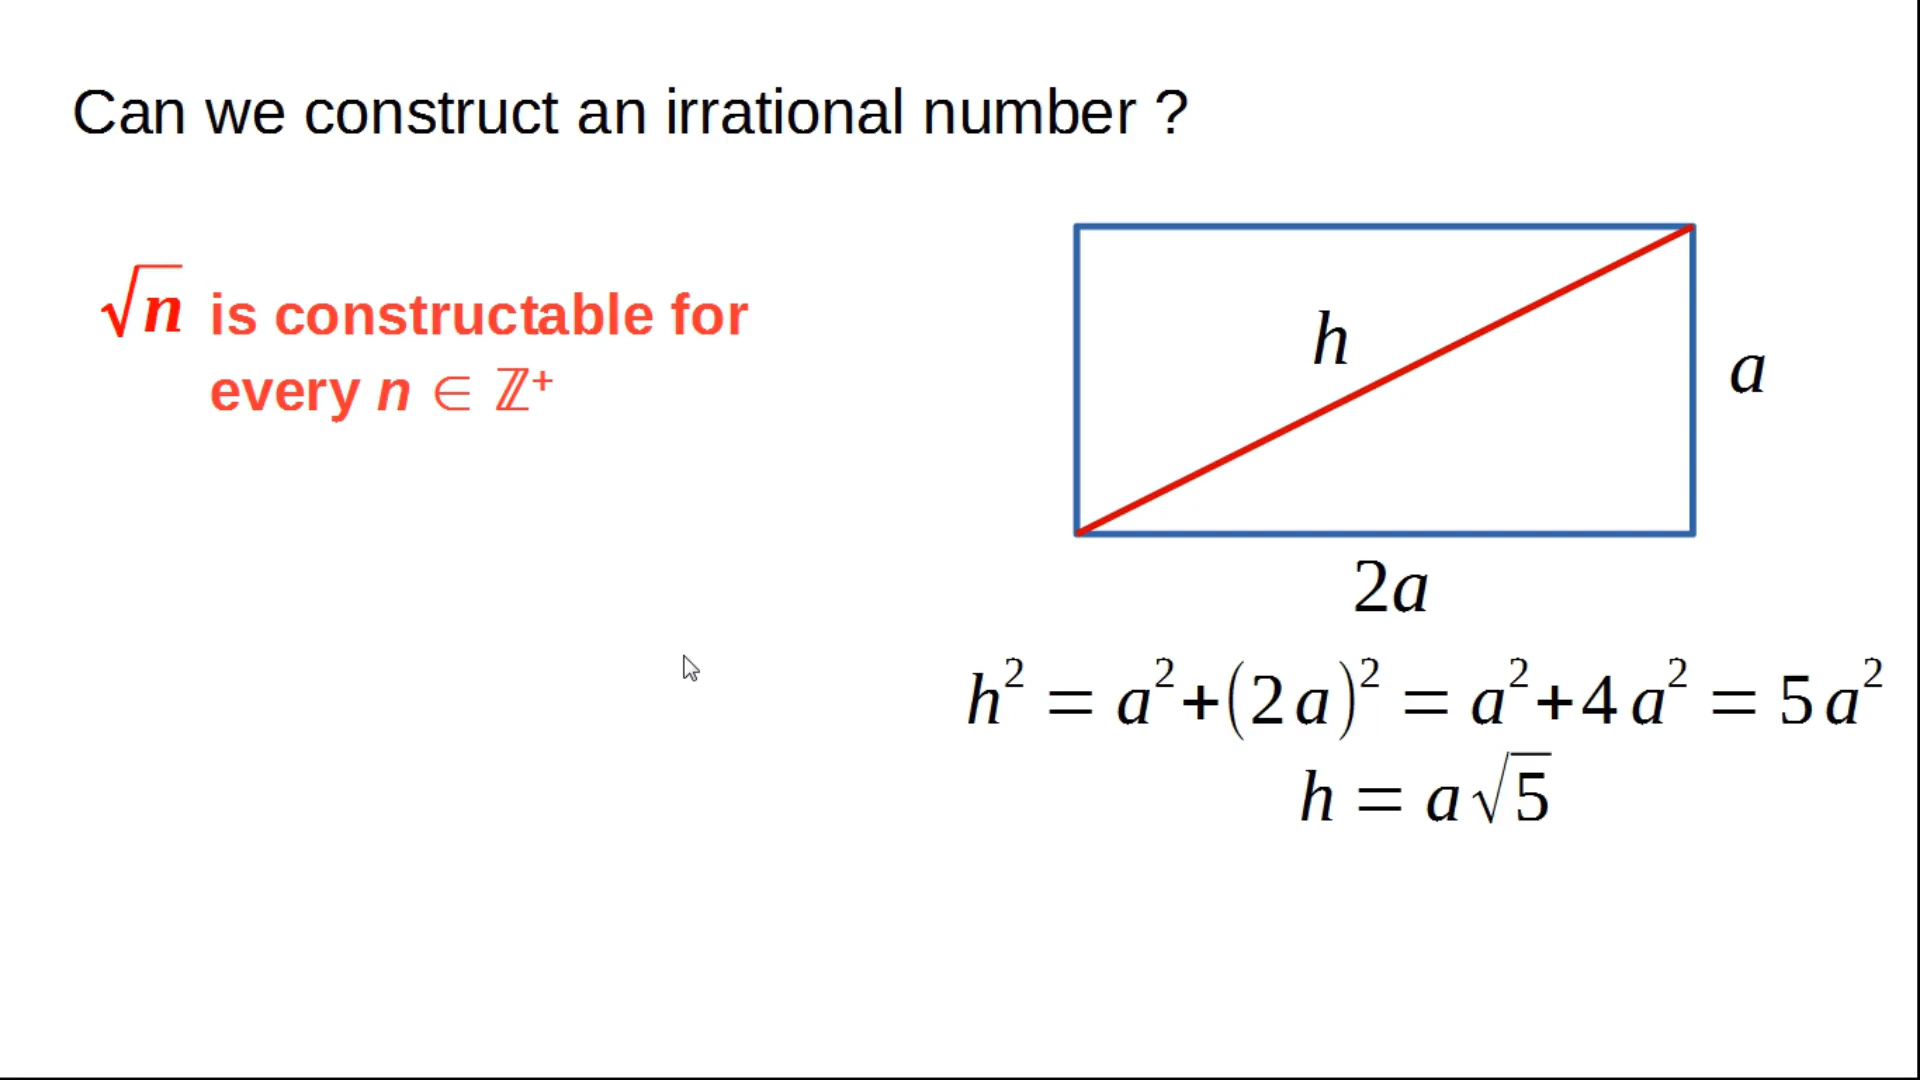 Can we construct an irrational number ?
√n is constructable for
every n ∈ ℤ⁺
h
a
2a
h² = a²+(2a)² = a²+4a² = 5a²
h = a√5